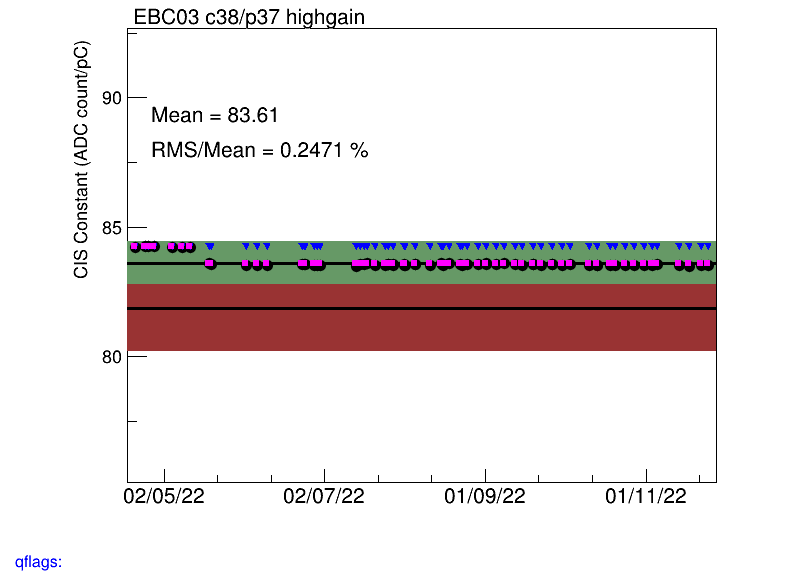 EBC03 c38/p37 highgain
CIS Constant (ADC count/pC)
90
85
80
Mean = 83.61
RMS/Mean = 0.2471 %
02/05/22 02/07/22 01/09/22 01/11/22
qflags: